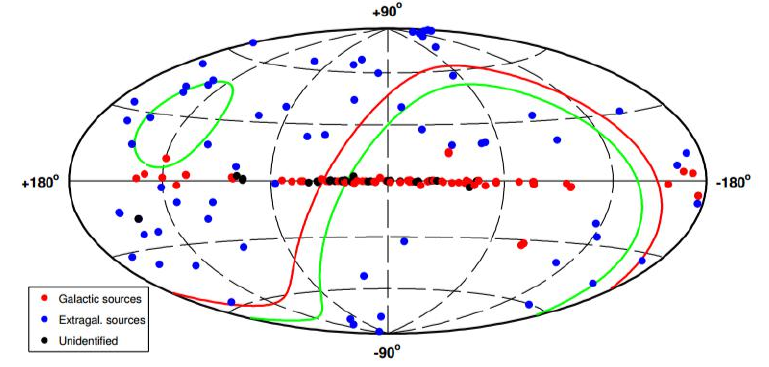 +90°
+180°
-180°
Galactic sources
Extragal. sources
Unidentified
-90°